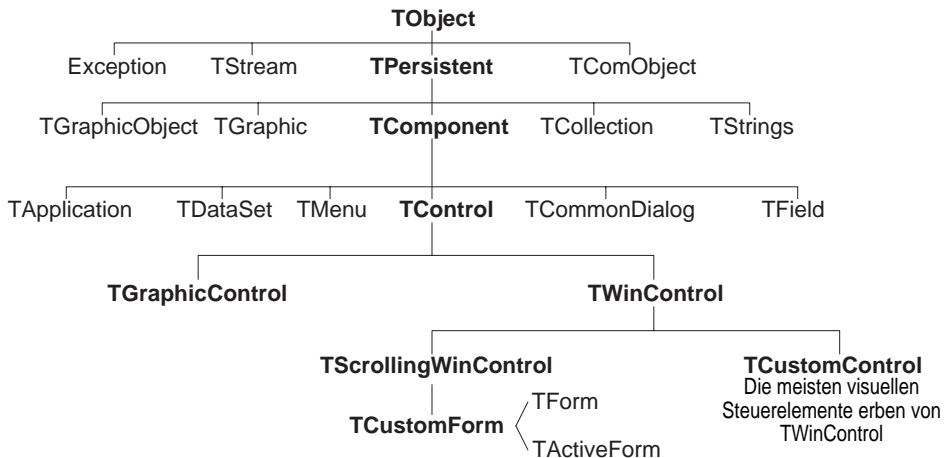 TObject
Exception TStream TPersistent TComObject
TGraphicObject TGraphic TComponent TCollection TStrings
TApplication TDataSet TMenu TControl TCommonDialog TField
TGraphicControl TWinControl
TScrollingWinControl TCustomControl
Die meisten visuellen
Steuerelemente erben von
TWinControl
TCustomForm
TForm
TActiveForm